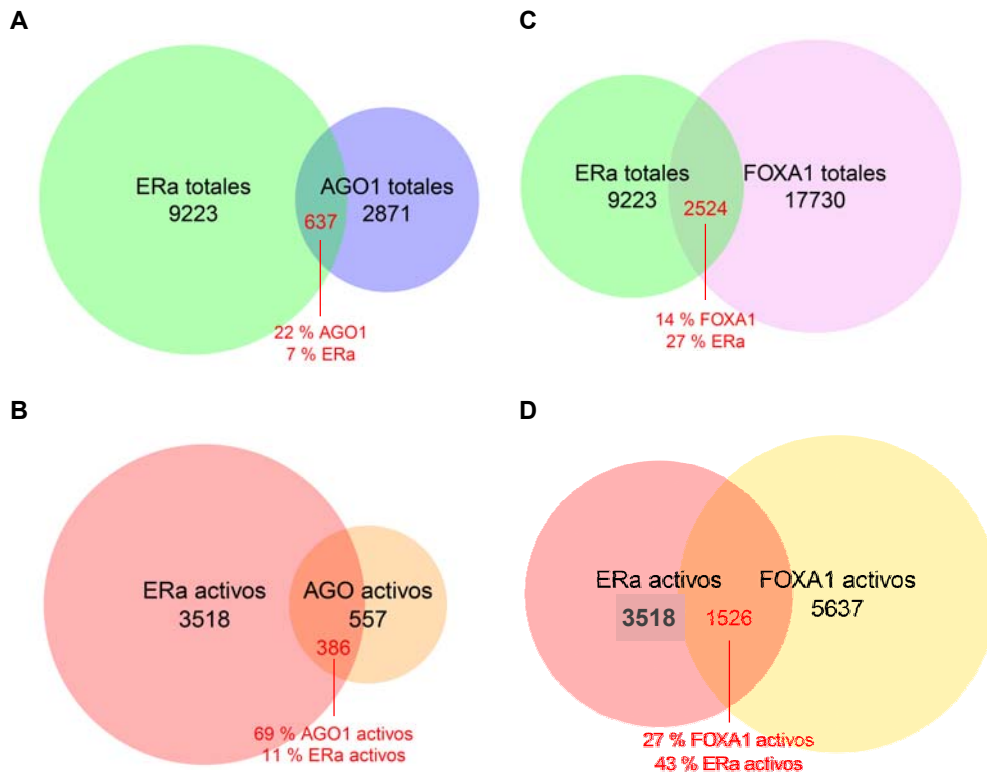 A
ERa totales
9223
AGO1 totales
2871
637
22 % AGO1
7 % ERa
C
ERa totales
9223
FOXA1 totales
17730
2524
14 % FOXA1
27 % ERa
B
ERa activos
3518
AGO activos
557
386
69 % AGO1 activos
11 % ERa activos
D
ERa activos
3518
FOXA1 activos
5637
1526
27 % FOXA1 activos
43 % ERa activos